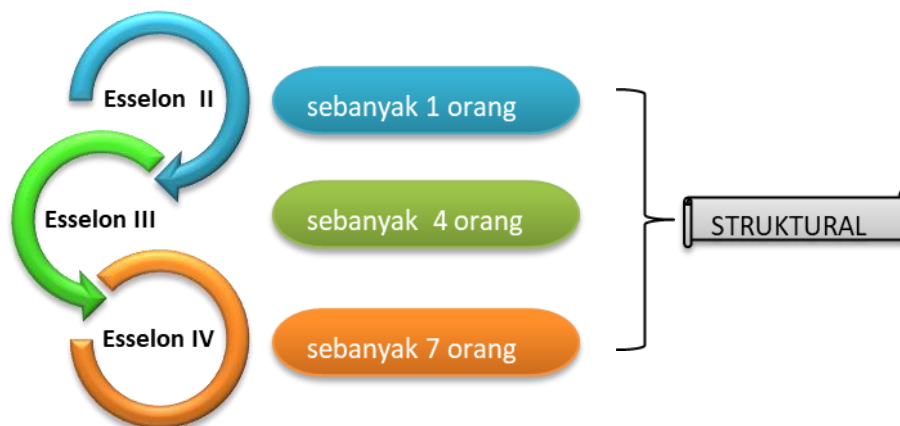 Esselon II
sebanyak 1 orang
Esselon III
sebanyak 4 orang
STRUKTURAL
Esselon IV
sebanyak 7 orang